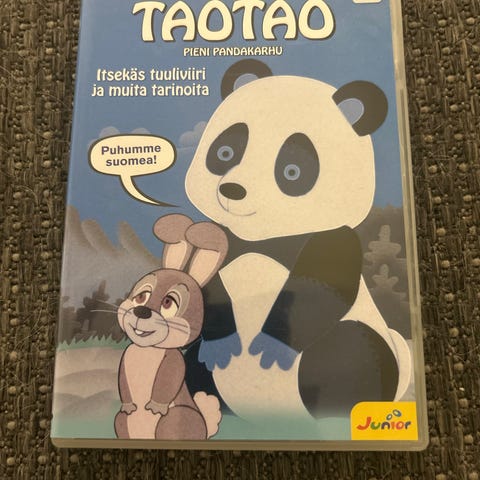 TAOTAO
PIENI PANDAKARHU
Itsekäs tuuliviiri
ja muita tarinoita
Puhumme
suomea!
Junior